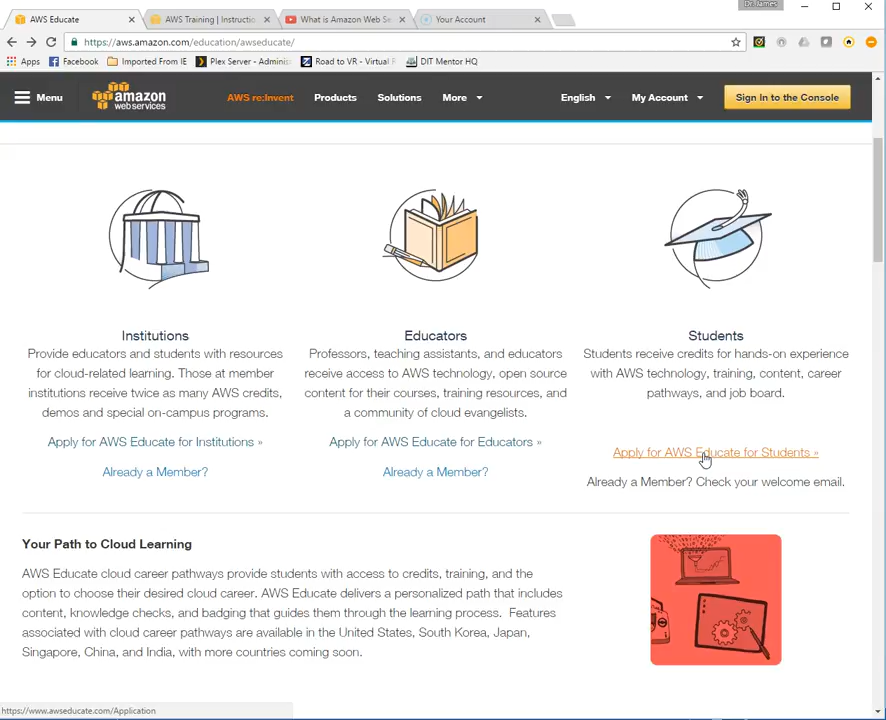 Dr. James
AWS Educate
AWS Training | Instructio
What is Amazon Web Se
Your Account
https://aws.amazon.com/education/awseducate/
Apps
Facebook
Imported From IE
Plex Server - Adminis
Road to VR - Virtual
DIT Mentor HQ
Menu
amazon
webservices
AWS re:Invent
Products
Solutions
More
English
My Account
Sign In to the Console
Institutions
Provide educators and students with resources
for cloud-related learning. Those at member
institutions receive twice as many AWS credits,
demos and special on-campus programs.
Apply for AWS Educate for Institutions »
Already a Member?
Educators
Professors, teaching assistants, and educators
receive access to AWS technology, open source
content for their courses, training resources, and
a community of cloud evangelists.
Apply for AWS Educate for Educators »
Already a Member?
Students
Students receive credits for hands-on experience
with AWS technology, training, content, career
pathways, and job board.
Apply for AWS Educate for Students »
Already a Member? Check your welcome email.
Your Path to Cloud Learning
AWS Educate cloud career pathways provide students with access to credits, training, and the
option to choose their desired cloud career. AWS Educate delivers a personalized path that includes
content, knowledge checks, and badging that guides them through the learning process. Features
associated with cloud career pathways are available in the United States, South Korea, Japan,
Singapore, China, and India, with more countries coming soon.
https://www.awseducate.com/Application